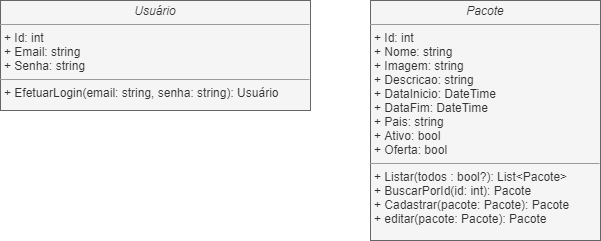 Usuário
+ Id: int
+ Email: string
+ Senha: string
+ EfetuarLogin(email: string, senha: string): Usuário
Pacote
+ Id: int
+ Nome: string
+ Imagem: string
+ Descricao: string
+ DataInicio: DateTime
+ DataFim: DateTime
+ Pais: string
+ Ativo: bool
+ Oferta: bool
+ Listar(todos : bool?): List<Pacote>
+ BuscarPorId(id: int): Pacote
+ Cadastrar(pacote: Pacote): Pacote
+ editar(pacote: Pacote): Pacote